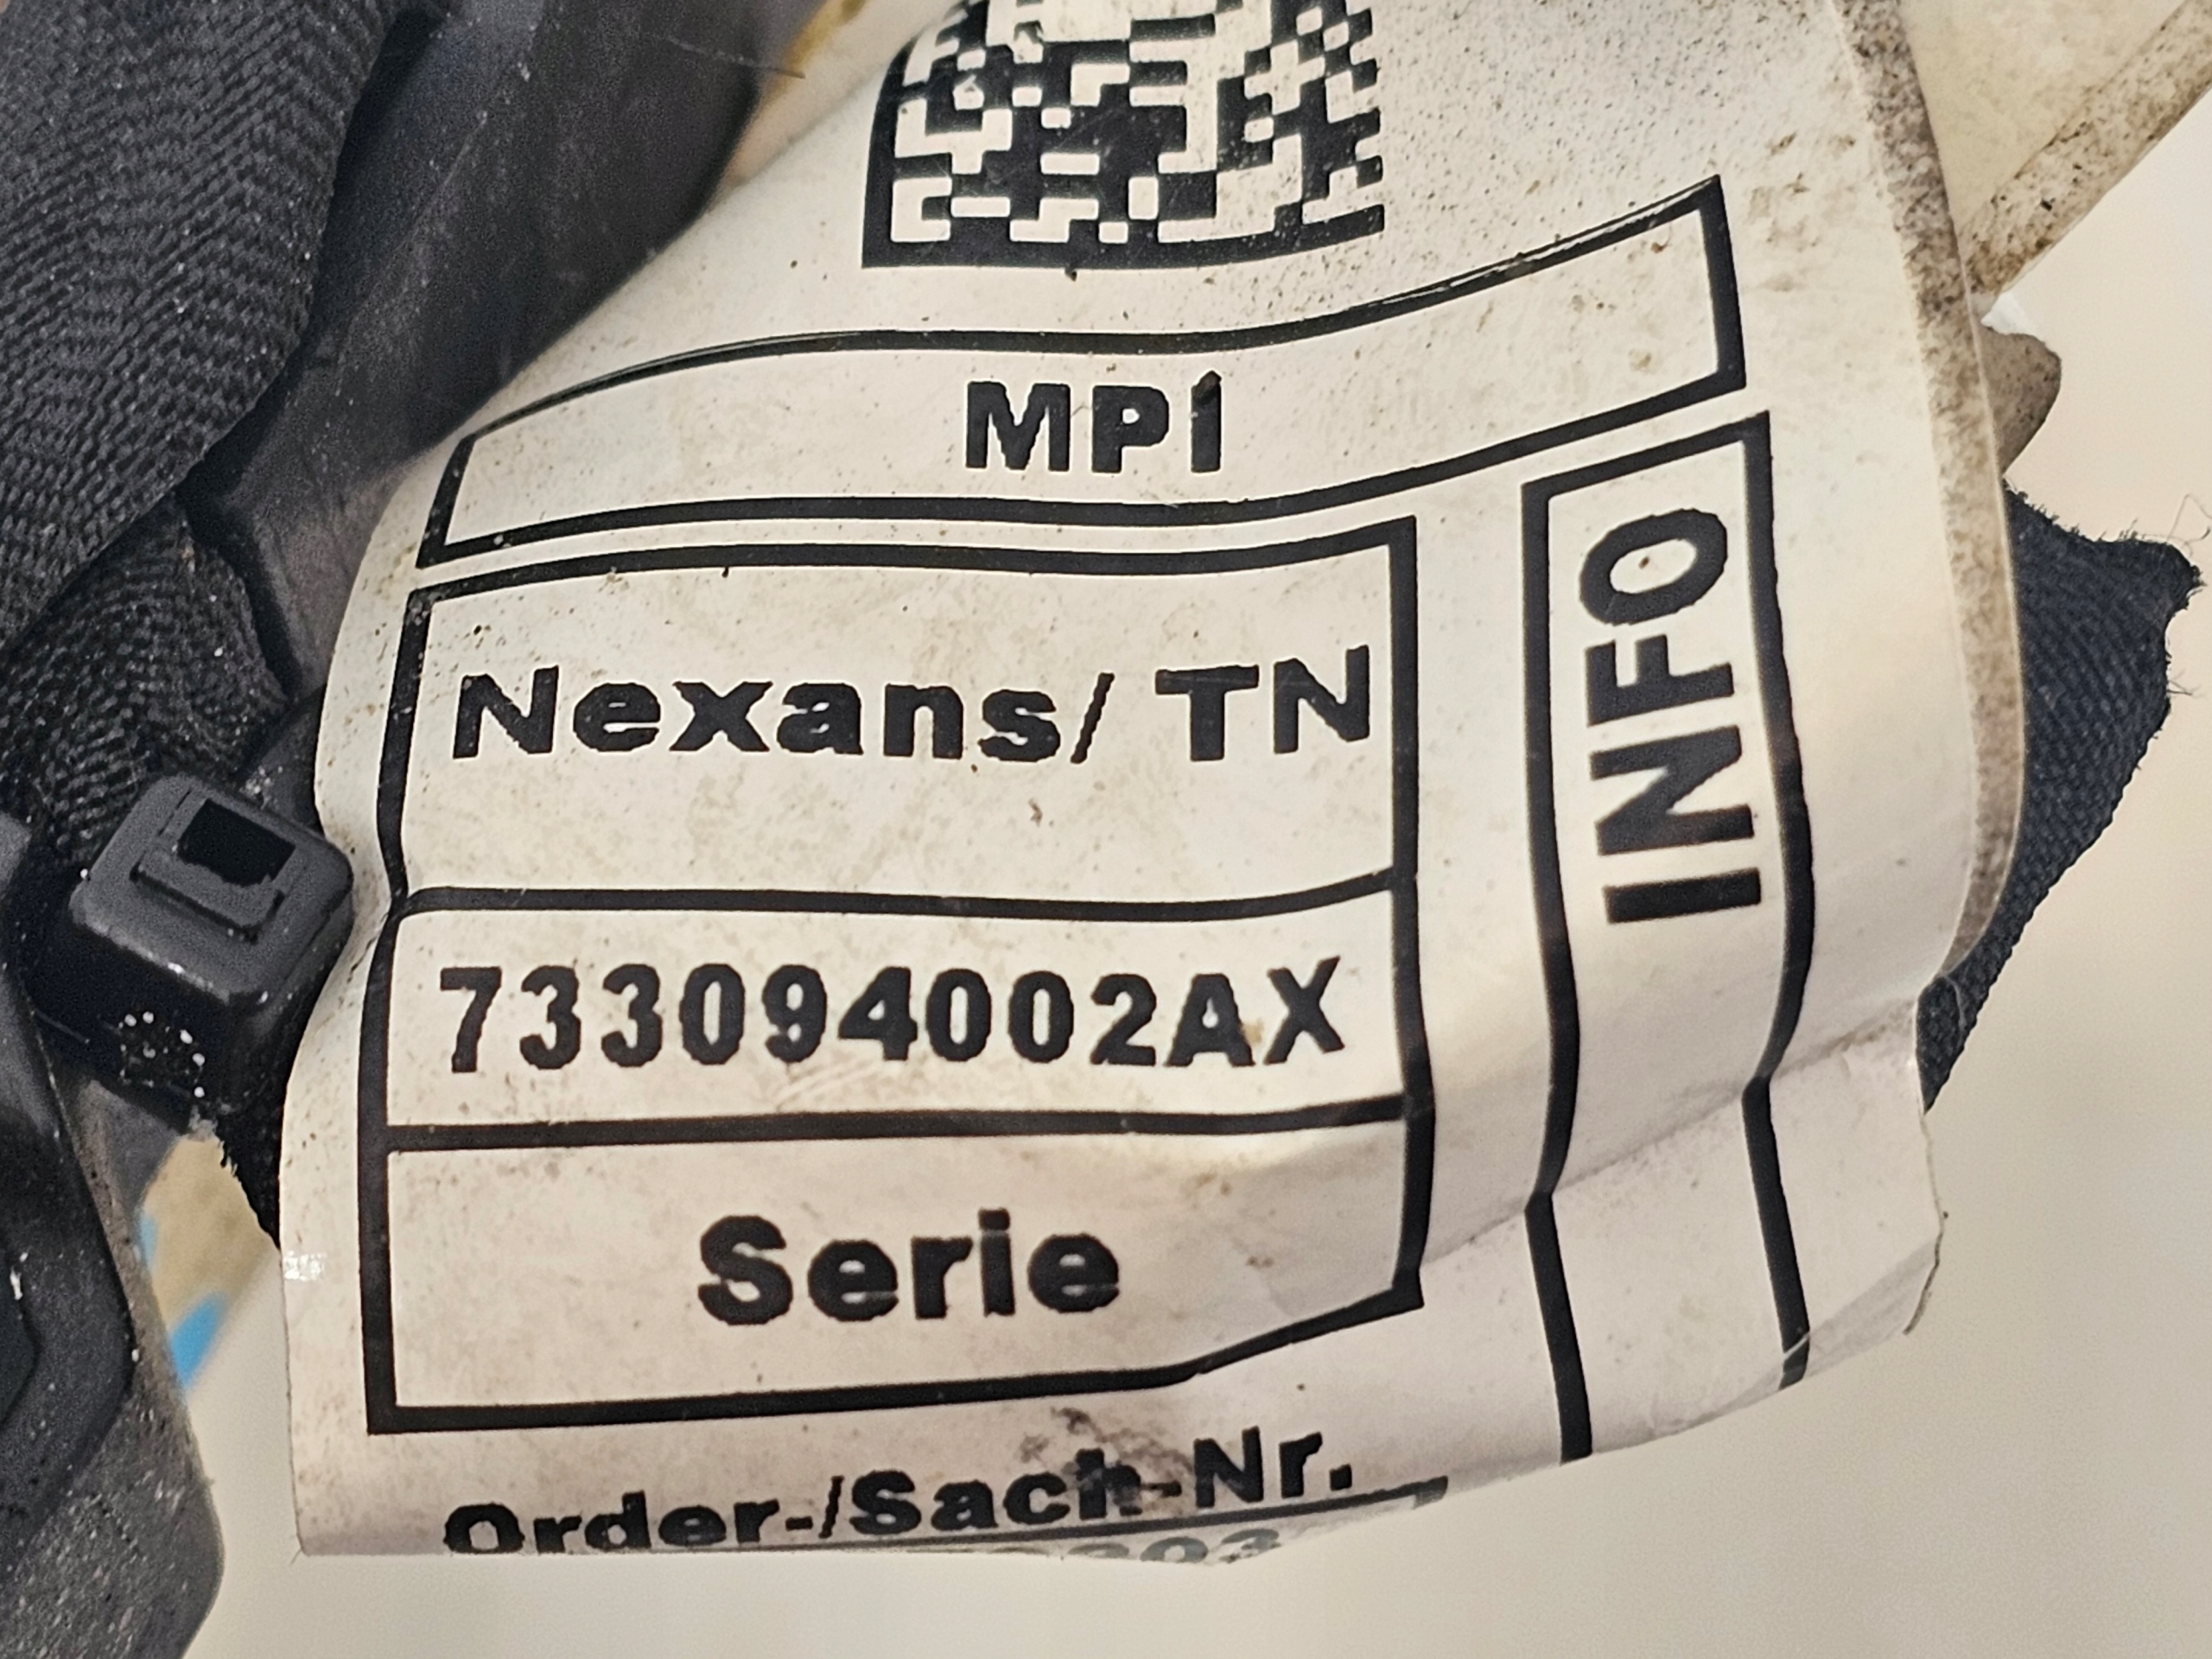 MPI
Nexans/ TN
INFO
733094002AX
Serie
Order-/Sach-Nr.